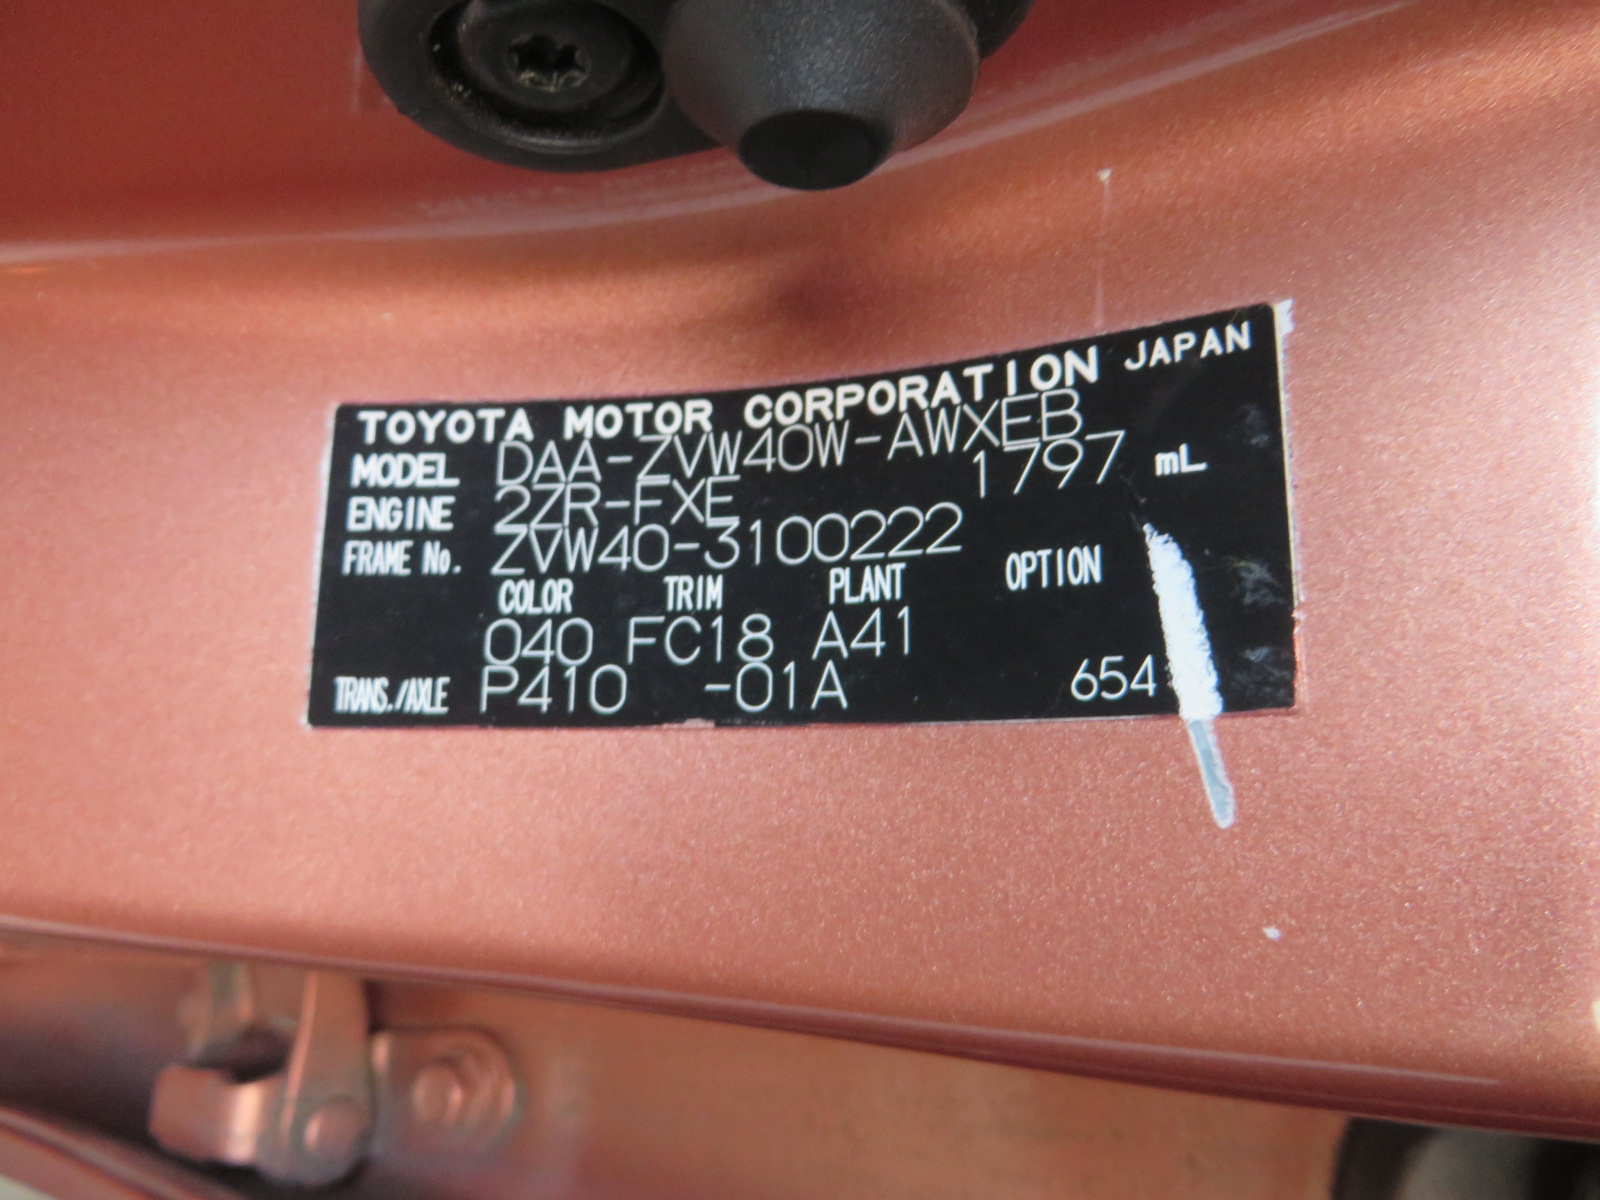 TOYOTA MOTOR CORPORATION JAPAN
MODEL DAA-ZVW40W-AWXEB
ENGINE 2ZR-FXE 1797 mL
FRAME No. ZVW40-3100222
COLOR TRIM PLANT OPTION
040 FC18 A41
TRANS./AXLE P410 -01A 654